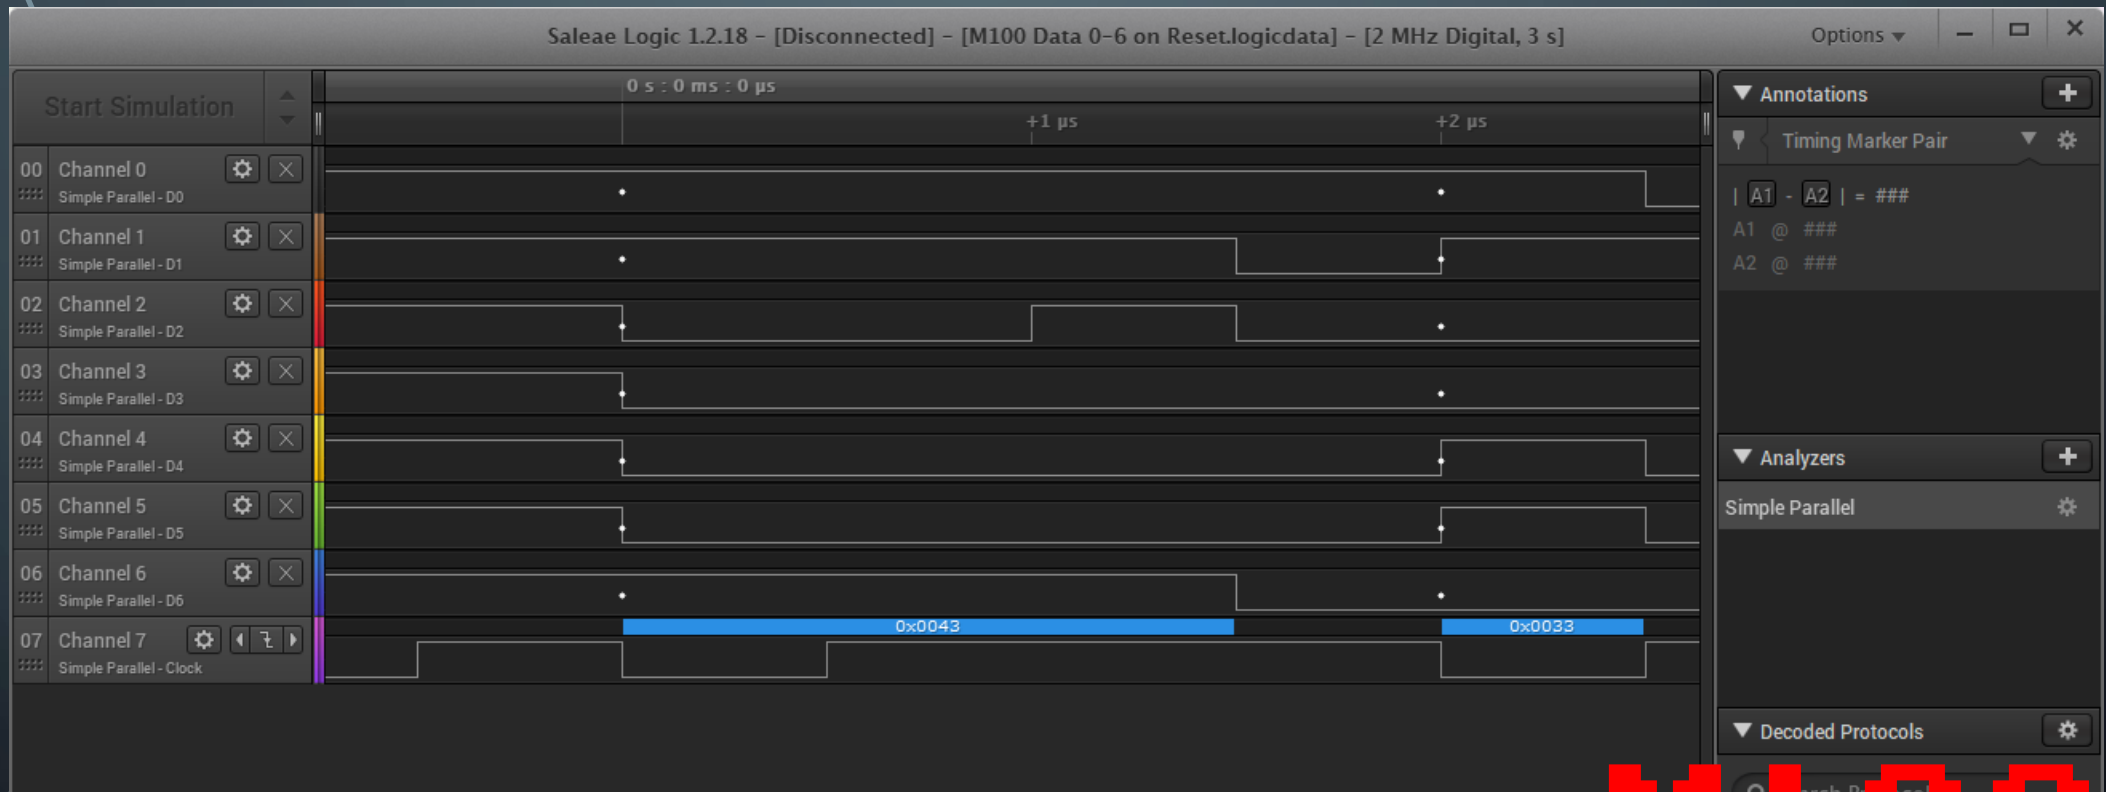 Saleae Logic 1.2.18 – [Disconnected] – [M100 Data 0-6 on Reset.logicdata] – [2 MHz Digital, 3 s]
Options
Start Simulation
0 s : 0 ms : 0 µs
+1 µs
+2 µs
00 Channel 0
Simple Parallel - D0
01 Channel 1
Simple Parallel - D1
02 Channel 2
Simple Parallel - D2
03 Channel 3
Simple Parallel - D3
04 Channel 4
Simple Parallel - D4
05 Channel 5
Simple Parallel - D5
06 Channel 6
Simple Parallel - D6
07 Channel 7
Simple Parallel - Clock
0x0043
0x0033
Annotations
Timing Marker Pair
| A1 - A2 | = ###
A1 @ ###
A2 @ ###
Analyzers
Simple Parallel
Decoded Protocols